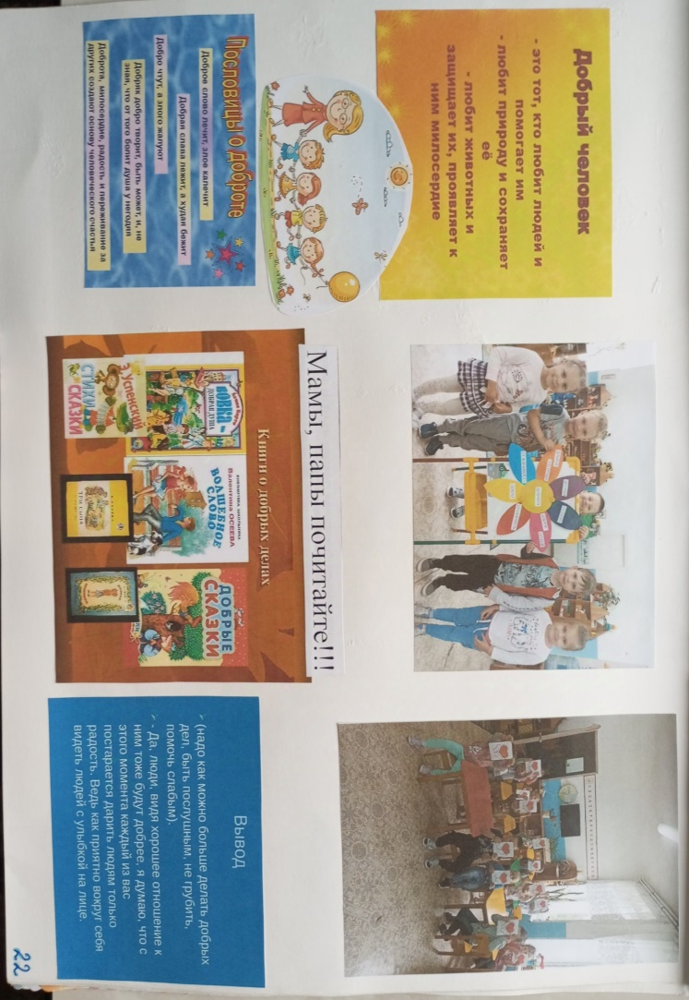 Добрый человек
- это тот, кто любит людей и
помогает им
- любит природу и сохраняет
её
- любит животных и
защищает их, проявляет к
ним милосердие
Пословицы о доброте
Доброе слово лечит, злое калечит
Добрая слава лежит, а худая бежит
Добро чтут, а злого жалуют
Добряк добро творит, быть может, и, не
зная, что от того болит душа у негодяя
Доброта, милосердие, радость и переживание за
других создают основу человеческого счастья
Мамы, папы почитайте!!!
Книги о добрых делах
ВОВКА -
ДОБРАЯ ДУША
Э.Успенский
СТИХИ
СКАЗКИ
Валентина ОСЕЕВА
ВОЛШЕБНОЕ
СЛОВО
ТРИ СЫНА
ДОБРЫЕ
СКАЗКИ
Вывод
(надо как можно больше делать добрых
дел, быть послушным, не грубить,
помочь слабым)
- Да, люди, видя хорошее отношение к
ним тоже будут добрее. я думаю, что с
этого момента каждый из вас
постарается дарить людям только
радость. Ведь как приятно вокруг себя
видеть людей с улыбкой на лице.
22